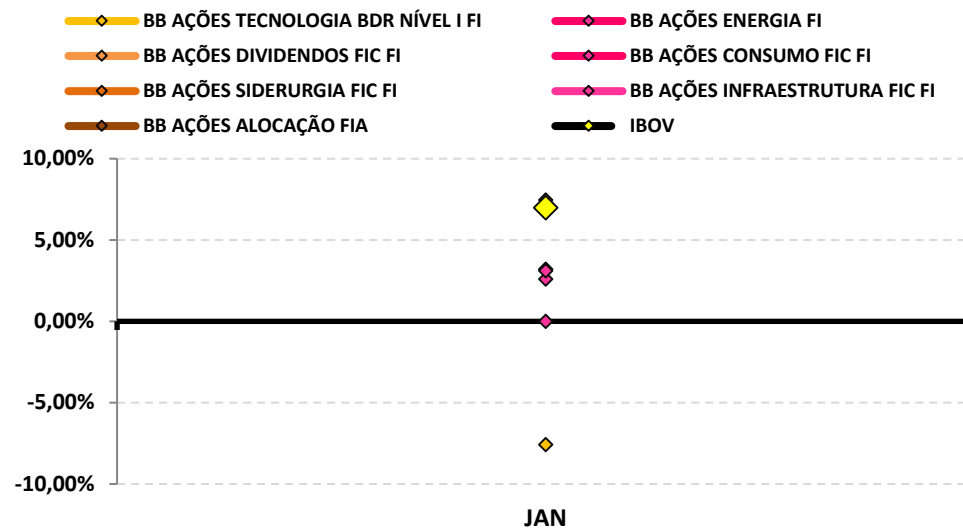 BB AÇÕES TECNOLOGIA BDR NÍVEL I FI
BB AÇÕES ENERGIA FI
BB AÇÕES DIVIDENDOS FIC FI
BB AÇÕES CONSUMO FIC FI
BB AÇÕES SIDERURGIA FIC FI
BB AÇÕES INFRAESTRUTURA FIC FI
BB AÇÕES ALOCAÇÃO FIA
IBOV
10,00%
5,00%
0,00%
-5,00%
-10,00%
JAN